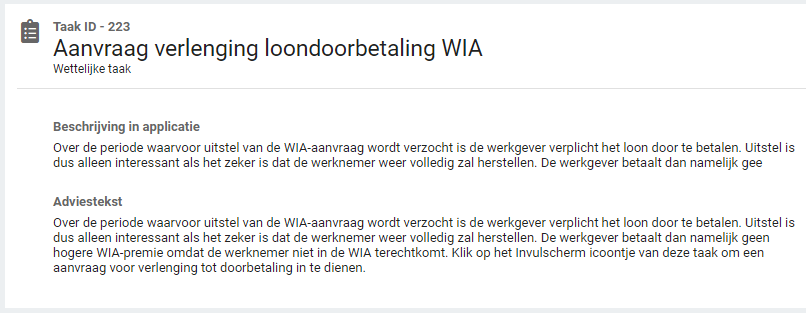 Taak ID - 223
Aanvraag verlenging loondoorbetaling WIA
Wettelijke taak
Beschrijving in applicatie
Over de periode waarvoor uitstel van de WIA-aanvraag wordt verzocht is de werkgever verplicht het loon door te betalen. Uitstel is
dus alleen interessant als het zeker is dat de werknemer weer volledig zal herstellen. De werkgever betaalt dan namelijk gee
Adviestekst
Over de periode waarvoor uitstel van de WIA-aanvraag wordt verzocht is de werkgever verplicht het loon door te betalen. Uitstel is
dus alleen interessant als het zeker is dat de werknemer weer volledig zal herstellen. De werkgever betaalt dan namelijk geen
hogere WIA-premie omdat de werknemer niet in de WIA terechtkomt. Klik op het Invulscherm icoontje van deze taak om een
aanvraag voor verlenging tot doorbetaling in te dienen.